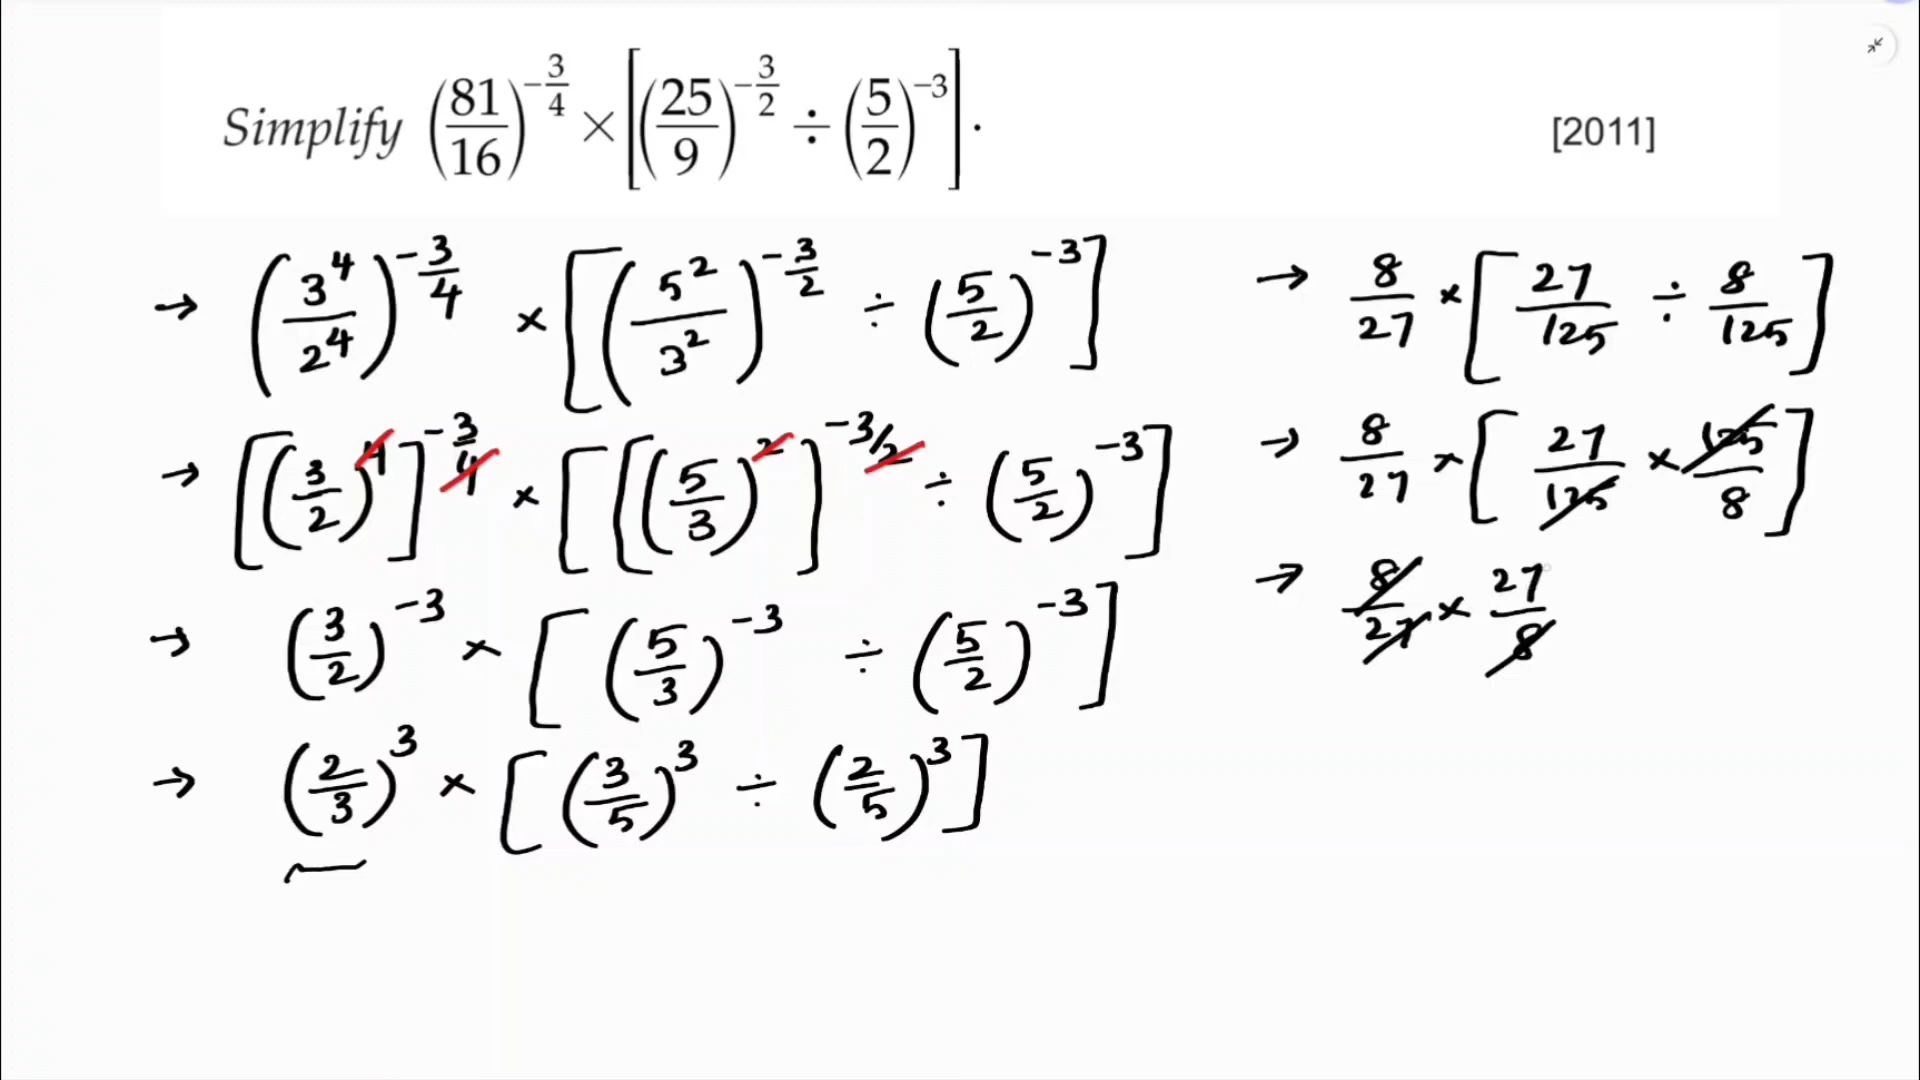 Simplify (81/16)^(-3/4) × [(25/9)^(-3/2) ÷ (5/2)^(-3)]. [2011]
→ (3^4/2^4)^(-3/4) × [(5^2/3^2)^(-3/2) ÷ (5/2)^(-3)]
→ [(3/2)^4]^(-3/4) × [[(5/3)^2]^(-3/2) ÷ (5/2)^(-3)]
→ (3/2)^(-3) × [(5/3)^(-3) ÷ (5/2)^(-3)]
→ (2/3)^3 × [(3/5)^3 ÷ (2/5)^3]
→ 8/27 × [27/125 ÷ 8/125]
→ 8/27 × [27/125 × 125/8]
→ 8/27 × 27/8